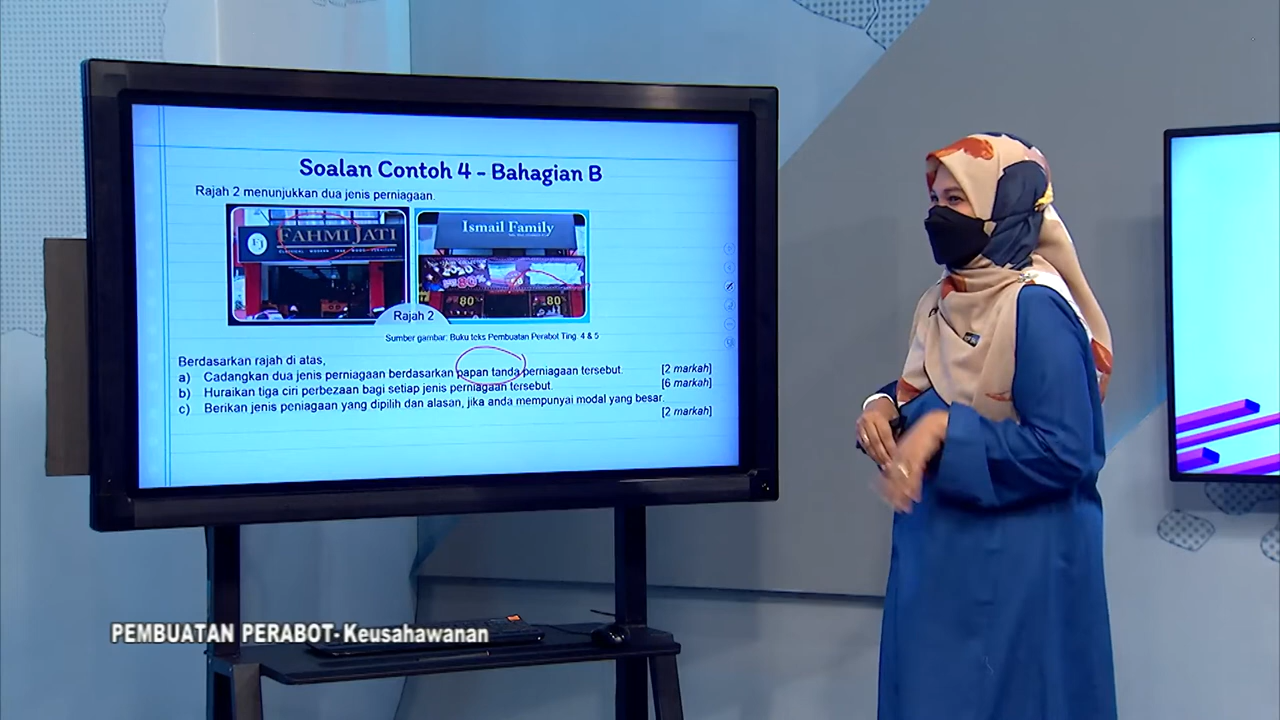 Soalan Contoh 4 - Bahagian B
Rajah 2 menunjukkan dua jenis perniagaan.
FJ
FAHMI JATI
Ismail Family
80%
80
80
Rajah 2
Sumber gambar: Buku teks Pembuatan Perabot Ting 4 & 5
Berdasarkan rajah di atas,
a) Cadangkan dua jenis perniagaan berdasarkan papan tanda perniagaan tersebut. [2 markah]
b) Huraikan tiga ciri perbezaan bagi setiap jenis perniagaan tersebut. [6 markah]
c) Berikan jenis peniagaan yang dipilih dan alasan, jika anda mempunyai modal yang besar.
[2 markah]
PEMBUATAN PERABOT-Keusahawanan